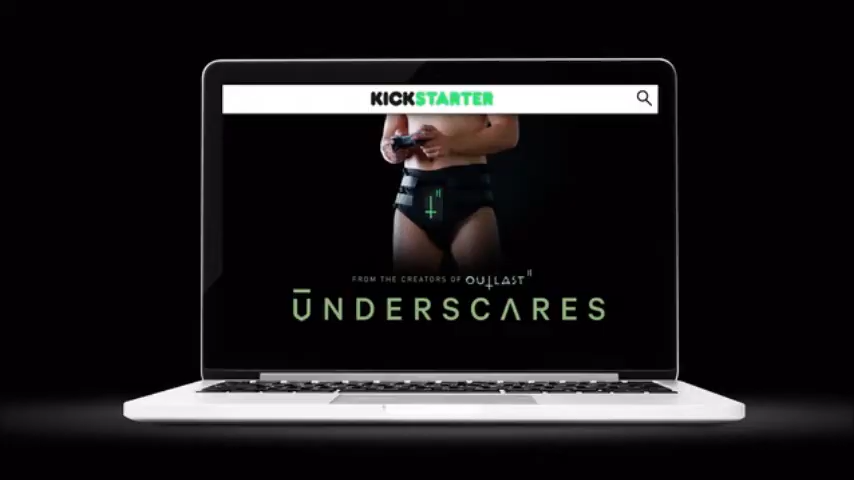 KICKSTARTER
FROM THE CREATORS OF OUTLAST II
UNDERSCARES